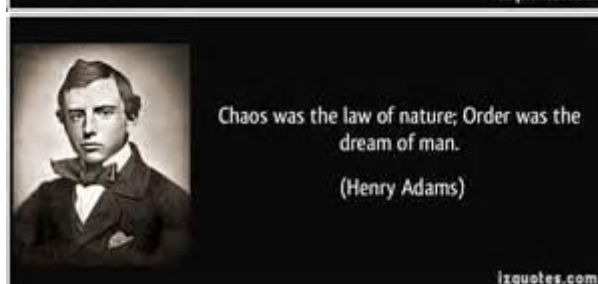 Chaos was the law of nature; Order was the
dream of man.
(Henry Adams)
izquotes.com